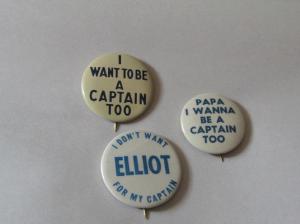 I
WANT TO BE
A
CAPTAIN
TOO
PAPA
I WANNA
BE A
CAPTAIN
TOO
I DON'T WANT
ELLIOT
FOR MY CAPTAIN